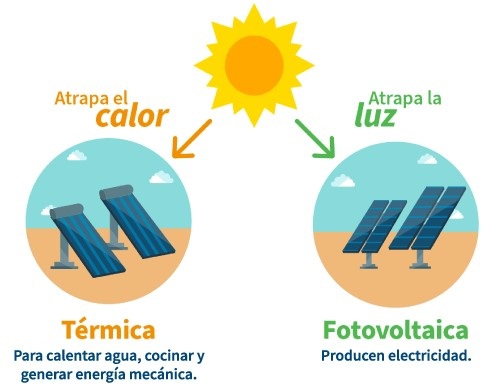 Atrapa el
calor
Atrapa la
luz
Térmica
Para calentar agua, cocinar y
generar energía mecánica.
Fotovoltaica
Producen electricidad.